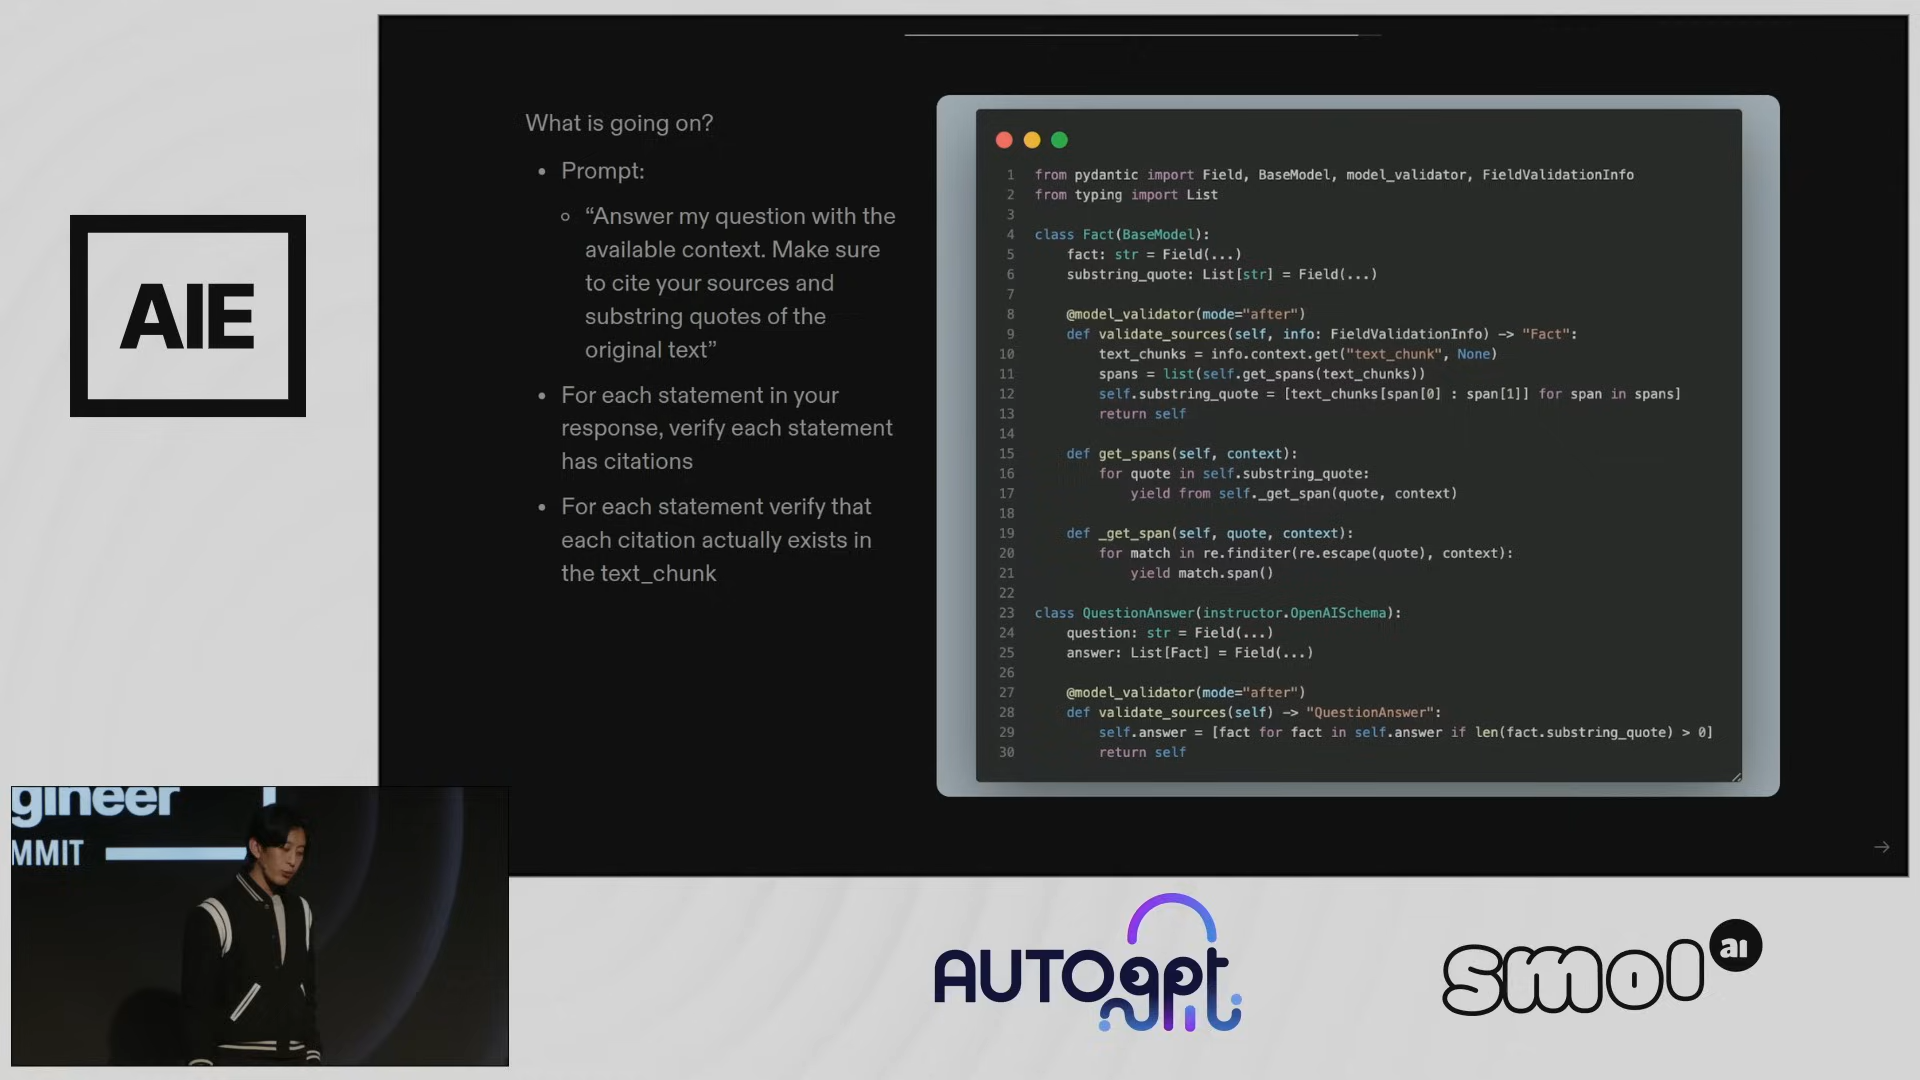 AIE
What is going on?
• Prompt:
◦ “Answer my question with the
available context. Make sure
to cite your sources and
substring quotes of the
original text”
• For each statement in your
response, verify each statement
has citations
• For each statement verify that
each citation actually exists in
the text_chunk
1 from pydantic import Field, BaseModel, model_validator, FieldValidationInfo
2 from typing import List
3
4 class Fact(BaseModel):
5     fact: str = Field(...)
6     substring_quote: List[str] = Field(...)
7
8     @model_validator(mode="after")
9     def validate_sources(self, info: FieldValidationInfo) -> "Fact":
10         text_chunks = info.context.get("text_chunk", None)
11         spans = list(self.get_spans(text_chunks))
12         self.substring_quote = [text_chunks[span[0] : span[1]] for span in spans]
13         return self
14
15     def get_spans(self, context):
16         for quote in self.substring_quote:
17             yield from self._get_span(quote, context)
18
19     def _get_span(self, quote, context):
20         for match in re.finditer(re.escape(quote), context):
21             yield match.span()
22
23 class QuestionAnswer(instructor.OpenAISchema):
24     question: str = Field(...)
25     answer: List[Fact] = Field(...)
26
27     @model_validator(mode="after")
28     def validate_sources(self) -> "QuestionAnswer":
29         self.answer = [fact for fact in self.answer if len(fact.substring_quote) > 0]
30         return self
→
gineer
MMIT
AUTOgpt
smol ai